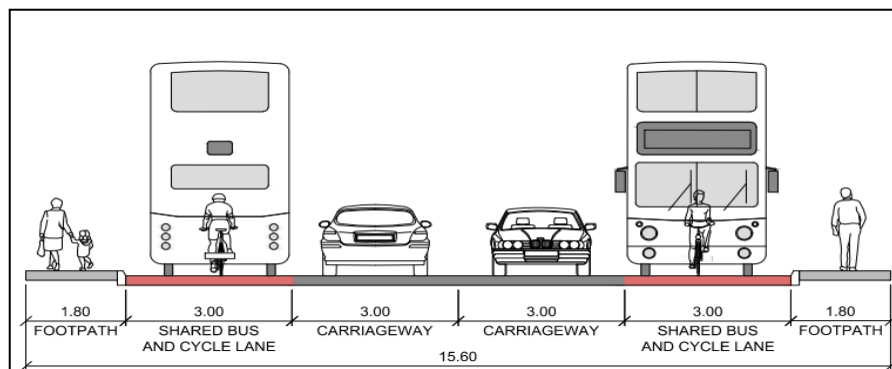 1.80 3.00 3.00 3.00 3.00 1.80
FOOTPATH SHARED BUS CARRIAGEWAY CARRIAGEWAY SHARED BUS FOOTPATH
AND CYCLE LANE AND CYCLE LANE
15.60